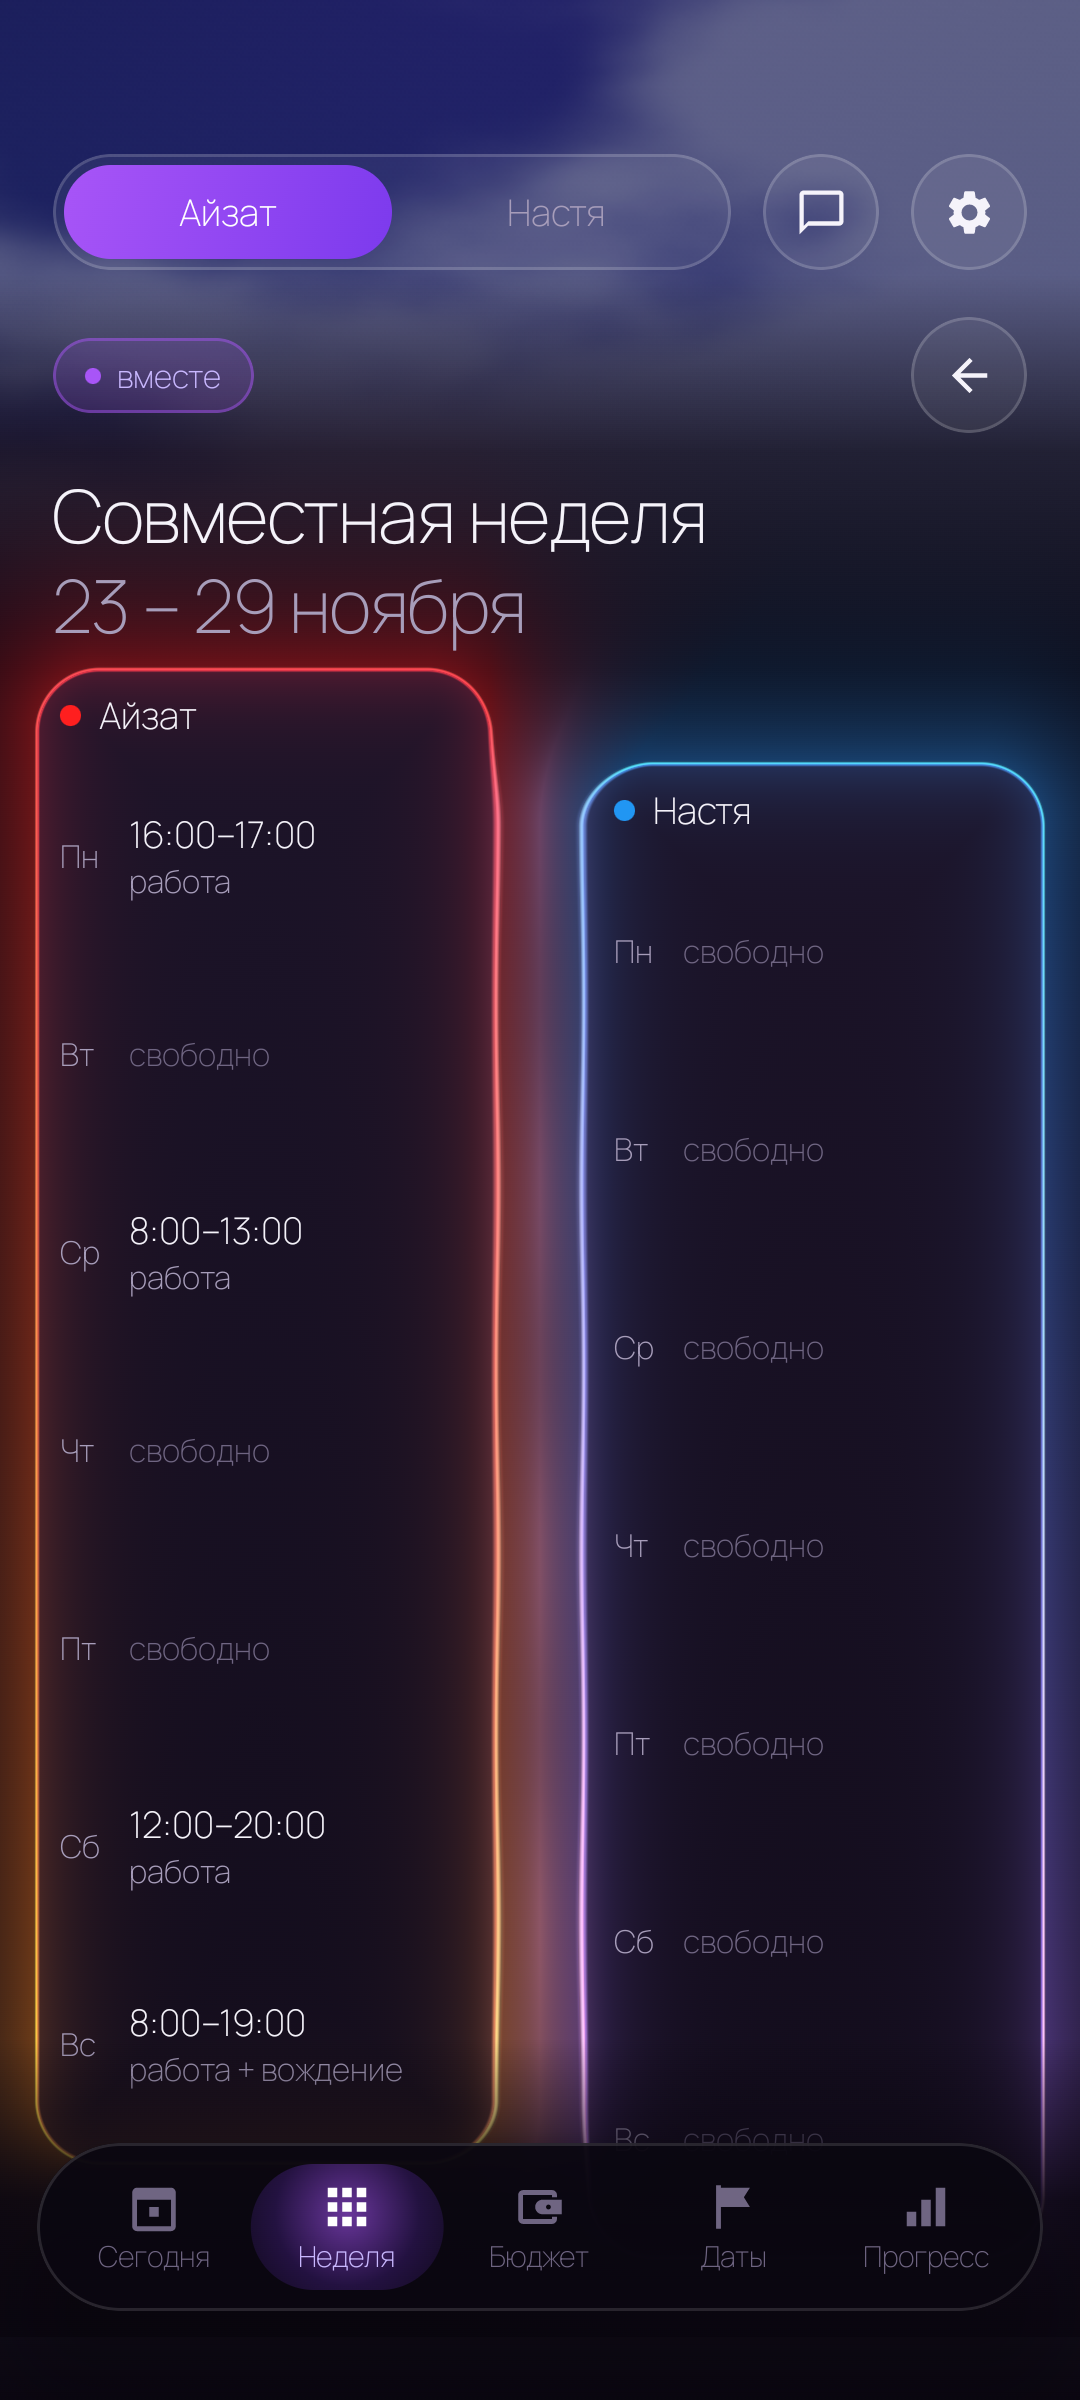 Айзат
Настя
вместе
Совместная неделя
23 – 29 ноября
Айзат
Пн
16:00–17:00
работа
Вт
свободно
Ср
8:00–13:00
работа
Чт
свободно
Пт
свободно
Сб
12:00–20:00
работа
Вс
8:00–19:00
работа + вождение
Настя
Пн
свободно
Вт
свободно
Ср
свободно
Чт
свободно
Пт
свободно
Сб
свободно
Вс
свободно
Сегодня
Неделя
Бюджет
Даты
Прогресс